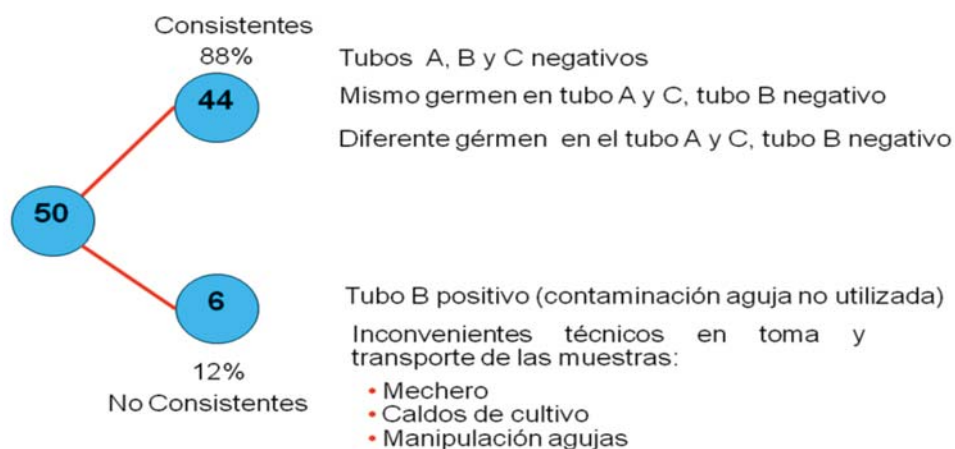 Consistentes
88%
44
Tubos A, B y C negativos
Mismo germen en tubo A y C, tubo B negativo
Diferente gérmen en el tubo A y C, tubo B negativo
50
6
12%
No Consistentes
Tubo B positivo (contaminación aguja no utilizada)
Inconvenientes técnicos en toma y
transporte de las muestras:
• Mechero
• Caldos de cultivo
• Manipulación agujas